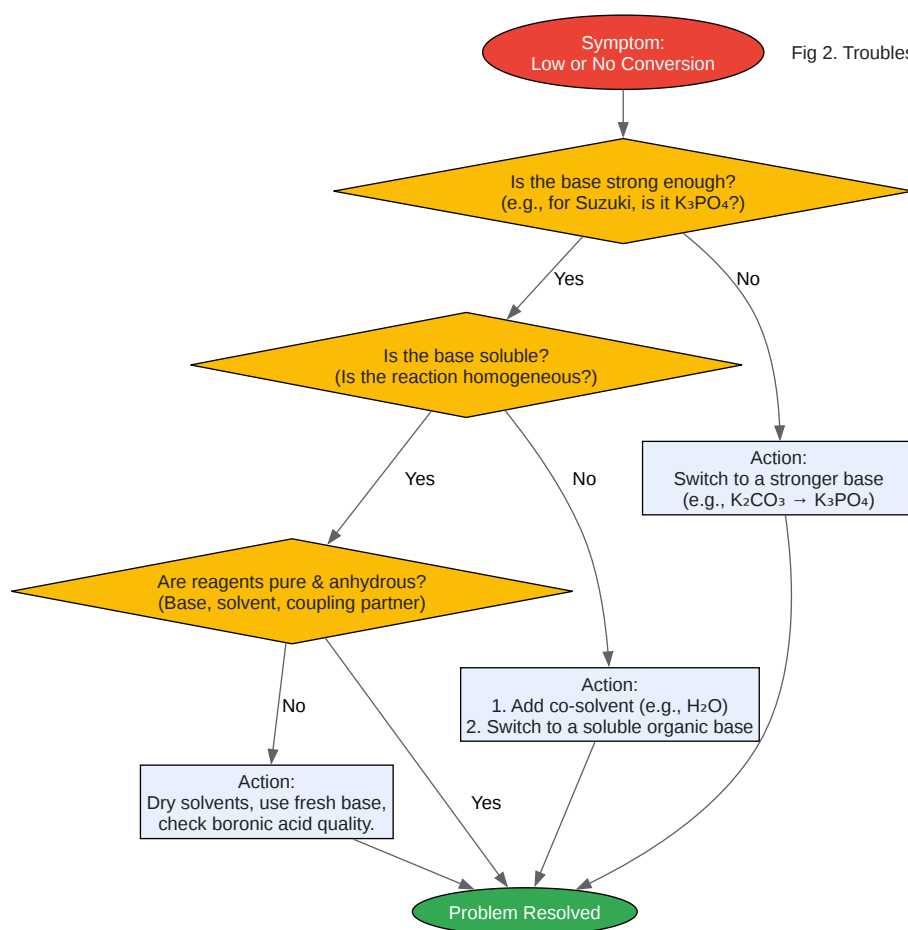 Symptom:
Low or No Conversion
Fig 2. Troubles
Is the base strong enough?
(e.g., for Suzuki, is it K₃PO₄?)
Yes
No
Is the base soluble?
(Is the reaction homogeneous?)
Yes
No
Action:
Switch to a stronger base
(e.g., K₂CO₃ → K₃PO₄)
Are reagents pure & anhydrous?
(Base, solvent, coupling partner)
No
Yes
Action:
1. Add co-solvent (e.g., H₂O)
2. Switch to a soluble organic base
Action:
Dry solvents, use fresh base,
check boronic acid quality.
Problem Resolved